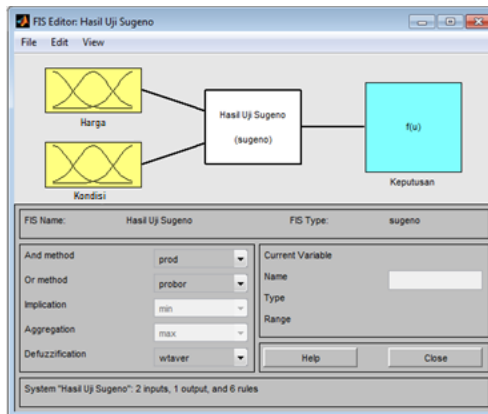 FIS Editor: Hasil Uji Sugeno
File Edit View
Harga
Kondisi
Hasil Uji Sugeno
(sugeno)
f(u)
Keputusan
FIS Name: Hasil Uji Sugeno FIS Type: sugeno
And method prod
Or method probor
Implication min
Aggregation max
Defuzzification wtaver
Current Variable
Name
Type
Range
Help Close
System "Hasil Uji Sugeno": 2 inputs, 1 output, and 6 rules